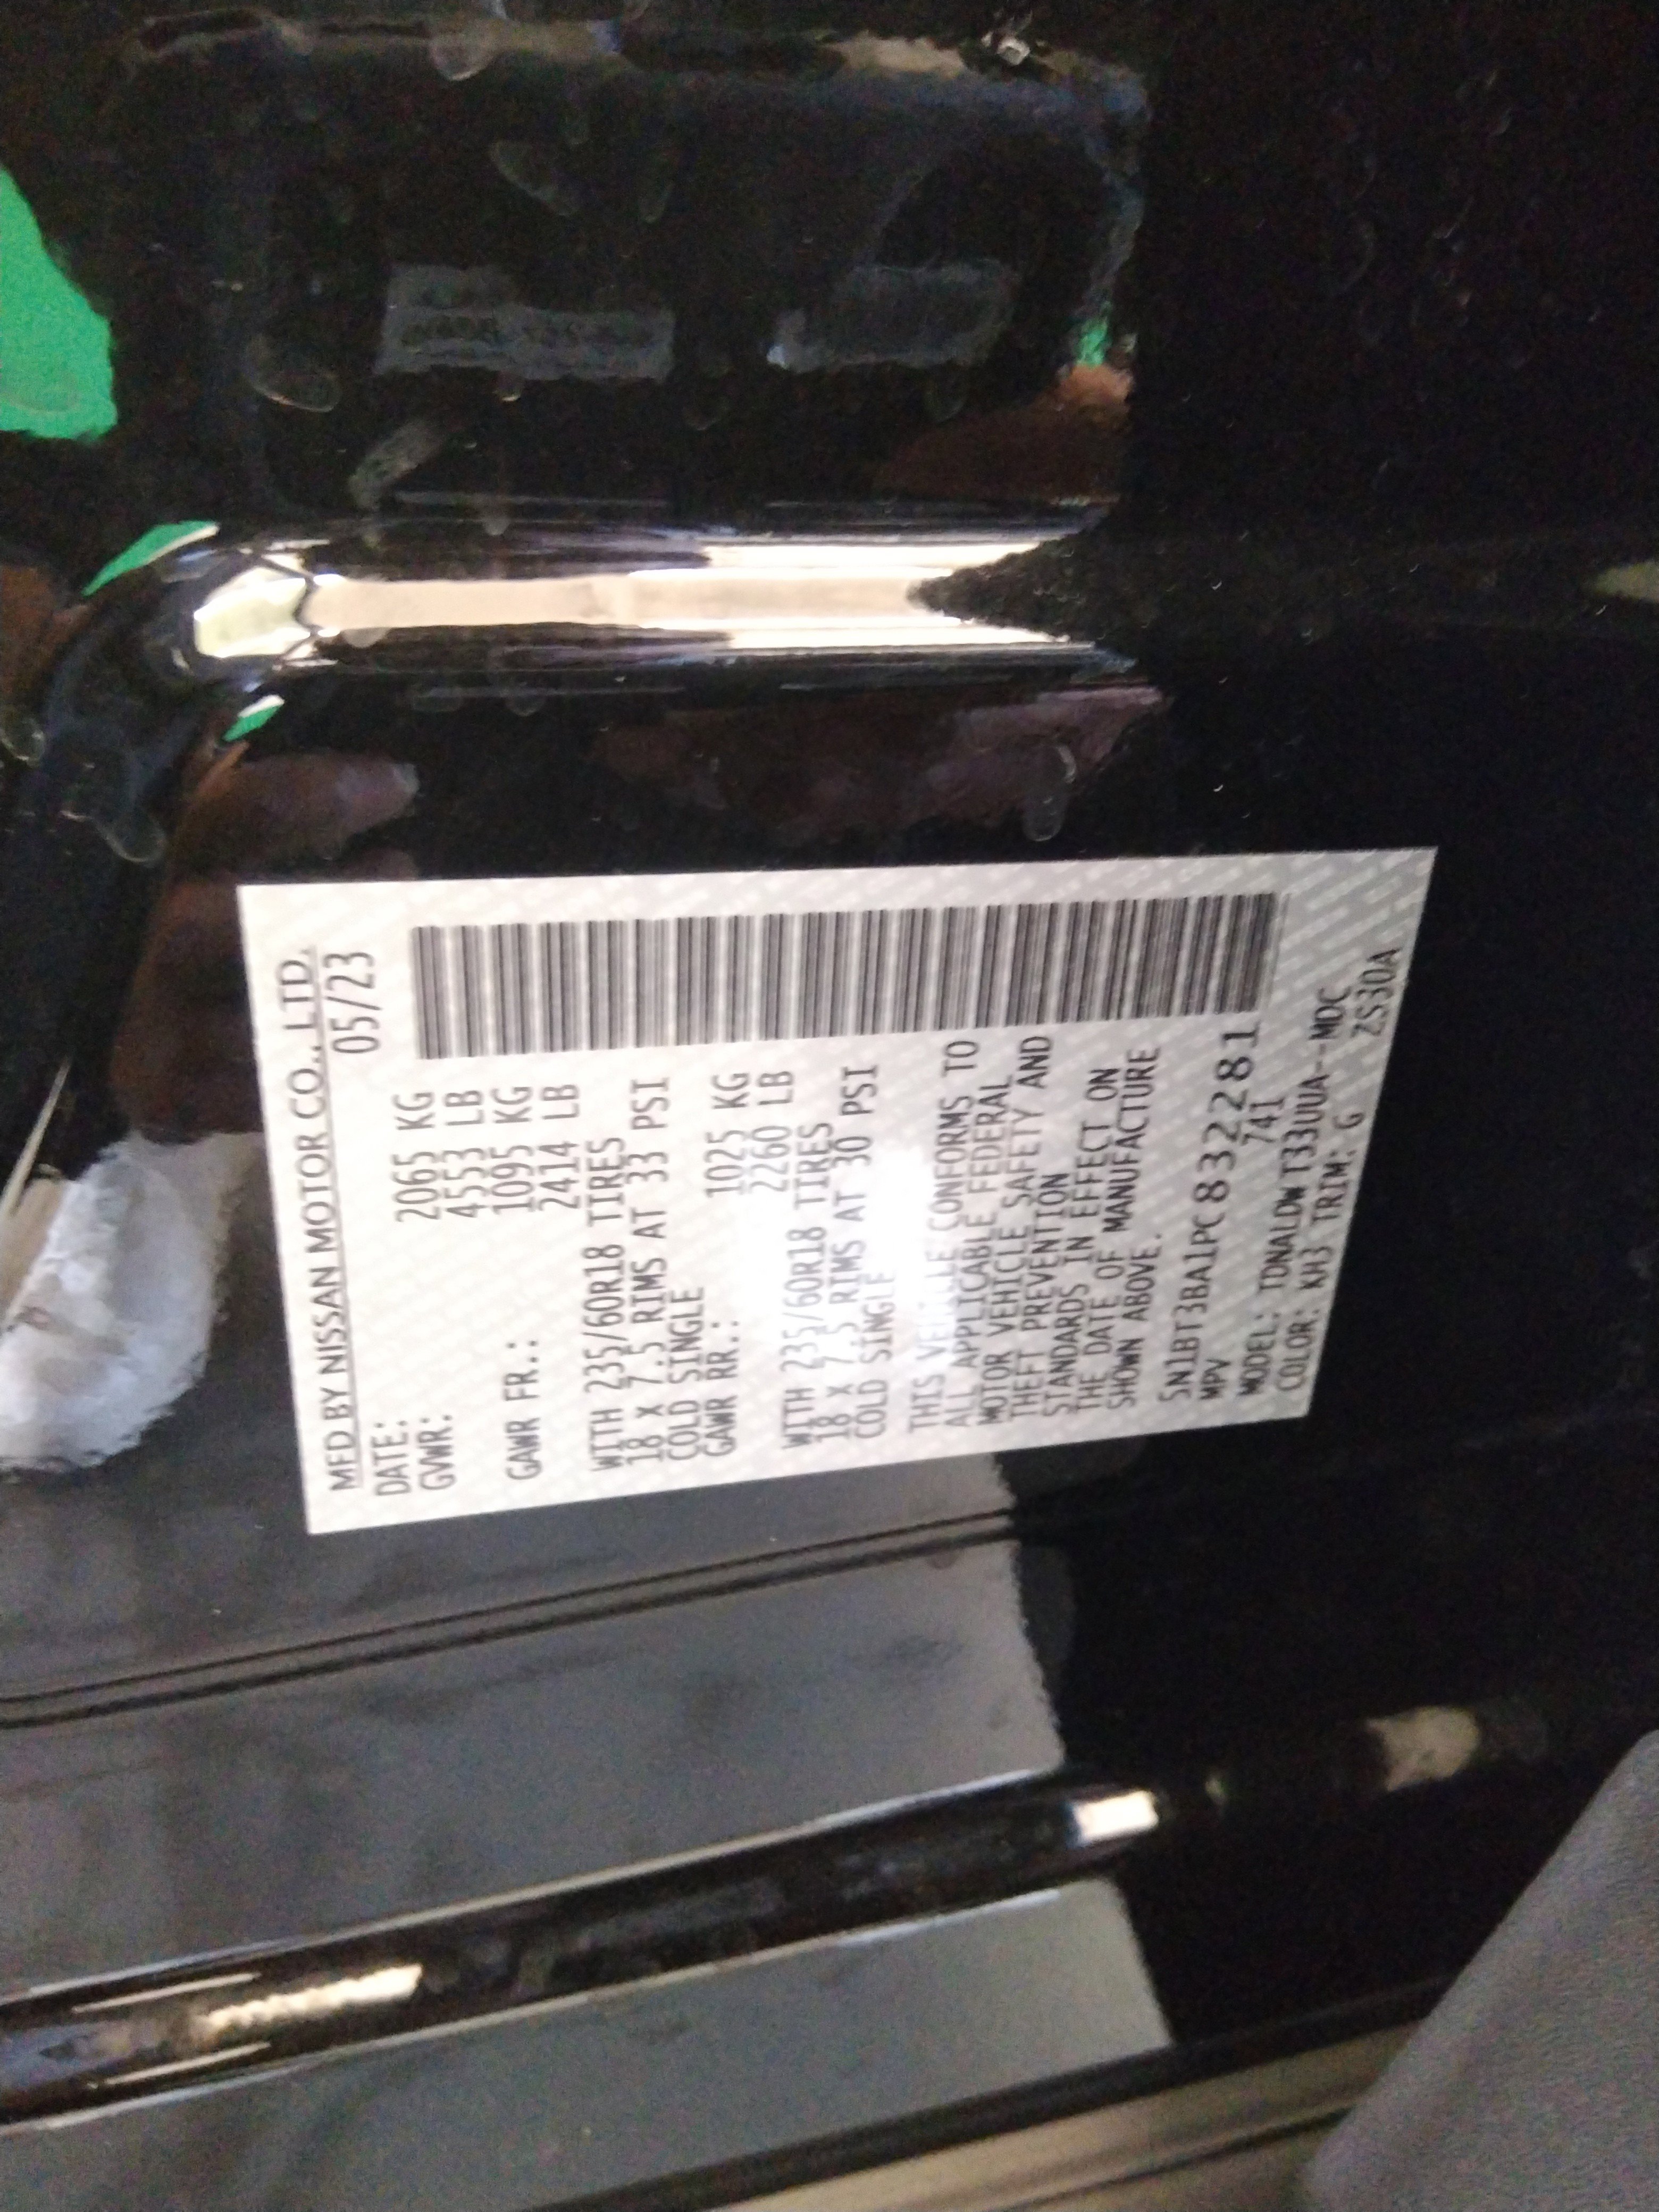 MFD BY NISSAN MOTOR CO., LTD.
DATE: 05/23
GVWR: 2065 KG
4553 LB
GAWR FR.: 1095 KG
2414 LB
WITH 235/60R18 TIRES
18 X 7.5 RIMS AT 33 PSI
COLD SINGLE
GAWR RR.: 1025 KG
2260 LB
WITH 235/60R18 TIRES
18 X 7.5 RIMS AT 30 PSI
COLD SINGLE
THIS VEHICLE CONFORMS TO
ALL APPLICABLE FEDERAL
MOTOR VEHICLE SAFETY AND
THEFT PREVENTION
STANDARDS IN EFFECT ON
THE DATE OF MANUFACTURE
SHOWN ABOVE.
5N1BT3BA1PC832281
MPV 741
MODEL: TDNALDWT33UUA--MDC
COLOR: KH3 TRIM: G ZS30A